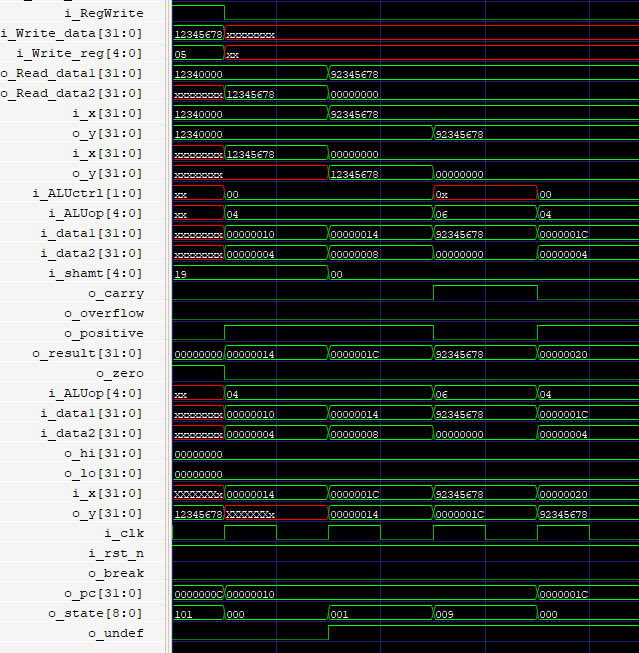 i_RegWrite
i_Write_data[31:0] 12345678 xxxxxxxx
i_Write_reg[4:0] 05 xx
o_Read_data1[31:0] 12340000 92345678
o_Read_data2[31:0] xxxxxxxx 12345678 00000000
i_x[31:0] 12340000 92345678
o_y[31:0] 12340000 92345678
i_x[31:0] xxxxxxxx 12345678 00000000
o_y[31:0] xxxxxxxx 12345678 00000000
i_ALUctrl[1:0] xx 00 0x 00
i_ALUop[4:0] xx 04 06 04
i_data1[31:0] xxxxxxxx 00000010 00000014 92345678 0000001C
i_data2[31:0] xxxxxxxx 00000004 00000008 00000000 00000004
i_shamt[4:0] 19 00
o_carry
o_overflow
o_positive
o_result[31:0] 00000000 00000014 0000001C 92345678 00000020
o_zero
i_ALUop[4:0] xx 04 06 04
i_data1[31:0] xxxxxxxx 00000010 00000014 92345678 0000001C
i_data2[31:0] xxxxxxxx 00000004 00000008 00000000 00000004
o_hi[31:0] 00000000
o_lo[31:0] 00000000
i_x[31:0] XXXXXXXx 00000014 0000001C 92345678 00000020
o_y[31:0] 12345678 XXXXXXXx 00000014 0000001C 92345678
i_clk
i_rst_n
o_break
o_pc[31:0] 0000000C 00000010 0000001C
o_state[8:0] 101 000 001 009 000
o_undef